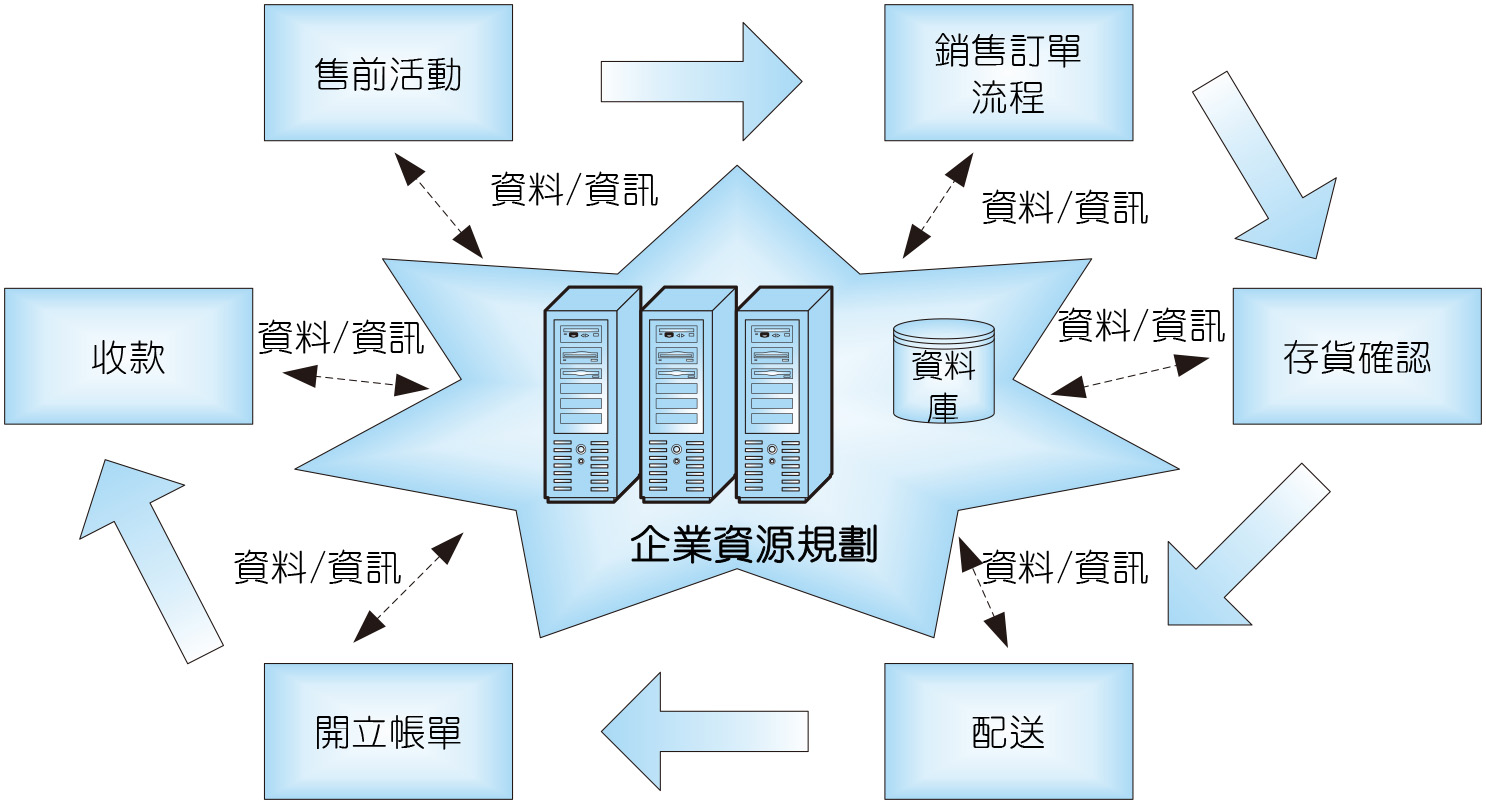 售前活動
銷售訂單
流程
資料/資訊
資料/資訊
收款
資料/資訊
資料/資訊
存貨確認
資料
庫
企業資源規劃
資料/資訊
資料/資訊
開立帳單
配送